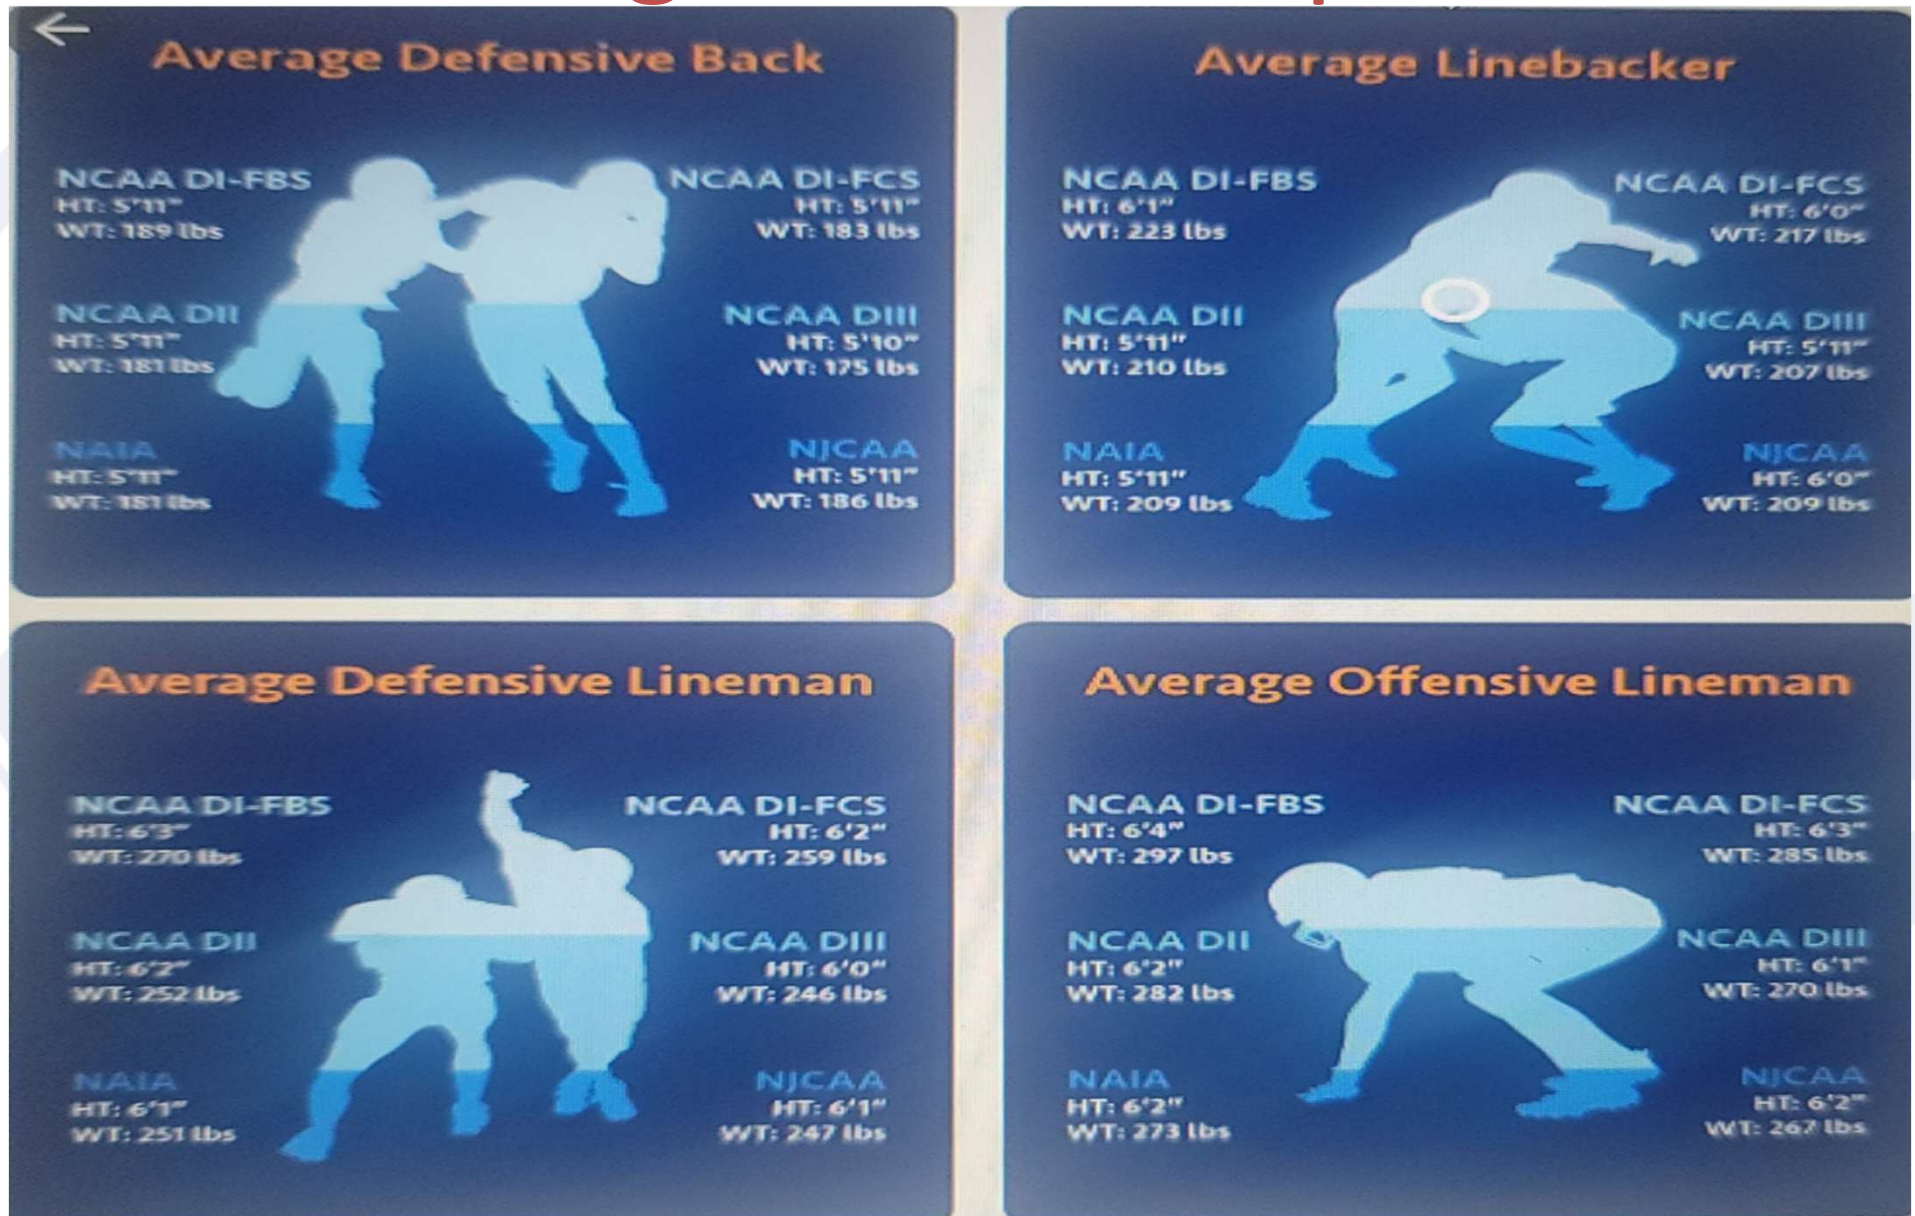 Average Defensive Back
NCAA DI-FBS
HT: 5'11"
WT: 189 lbs
NCAA DI-FCS
HT: 5'11"
WT: 183 lbs
NCAA DII
HT: 5'11"
WT: 181 lbs
NCAA DIII
HT: 5'10"
WT: 175 lbs
NAIA
HT: 5'11"
WT: 181 lbs
NJCAA
HT: 5'11"
WT: 186 lbs
Average Linebacker
NCAA DI-FBS
HT: 6'1"
WT: 223 lbs
NCAA DI-FCS
HT: 6'0"
WT: 217 lbs
NCAA DII
HT: 5'11"
WT: 210 lbs
NCAA DIII
HT: 5'11"
WT: 207 lbs
NAIA
HT: 5'11"
WT: 209 lbs
NJCAA
HT: 6'0"
WT: 209 lbs
Average Defensive Lineman
NCAA DI-FBS
HT: 6'3"
WT: 270 lbs
NCAA DI-FCS
HT: 6'2"
WT: 259 lbs
NCAA DII
HT: 6'2"
WT: 252 lbs
NCAA DIII
HT: 6'0"
WT: 246 lbs
NAIA
HT: 6'1"
WT: 251 lbs
NJCAA
HT: 6'1"
WT: 247 lbs
Average Offensive Lineman
NCAA DI-FBS
HT: 6'4"
WT: 297 lbs
NCAA DI-FCS
HT: 6'3"
WT: 285 lbs
NCAA DII
HT: 6'2"
WT: 282 lbs
NCAA DIII
HT: 6'1"
WT: 270 lbs
NAIA
HT: 6'2"
WT: 273 lbs
NJCAA
HT: 6'2"
WT: 267 lbs